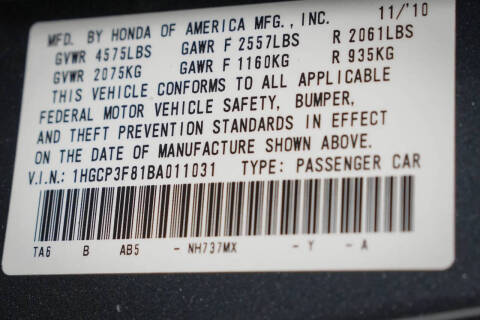 MFD. BY HONDA OF AMERICA MFG., INC. 11/'10
GVWR 4575LBS GAWR F 2557LBS R 2061LBS
GVWR 2075KG GAWR F 1160KG R 935KG
THIS VEHICLE CONFORMS TO ALL APPLICABLE
FEDERAL MOTOR VEHICLE SAFETY, BUMPER,
AND THEFT PREVENTION STANDARDS IN EFFECT
ON THE DATE OF MANUFACTURE SHOWN ABOVE.
V.I.N.: 1HGCP3F81BA011031 TYPE: PASSENGER CAR
TA6 B AB5 - NH737MX - Y - A